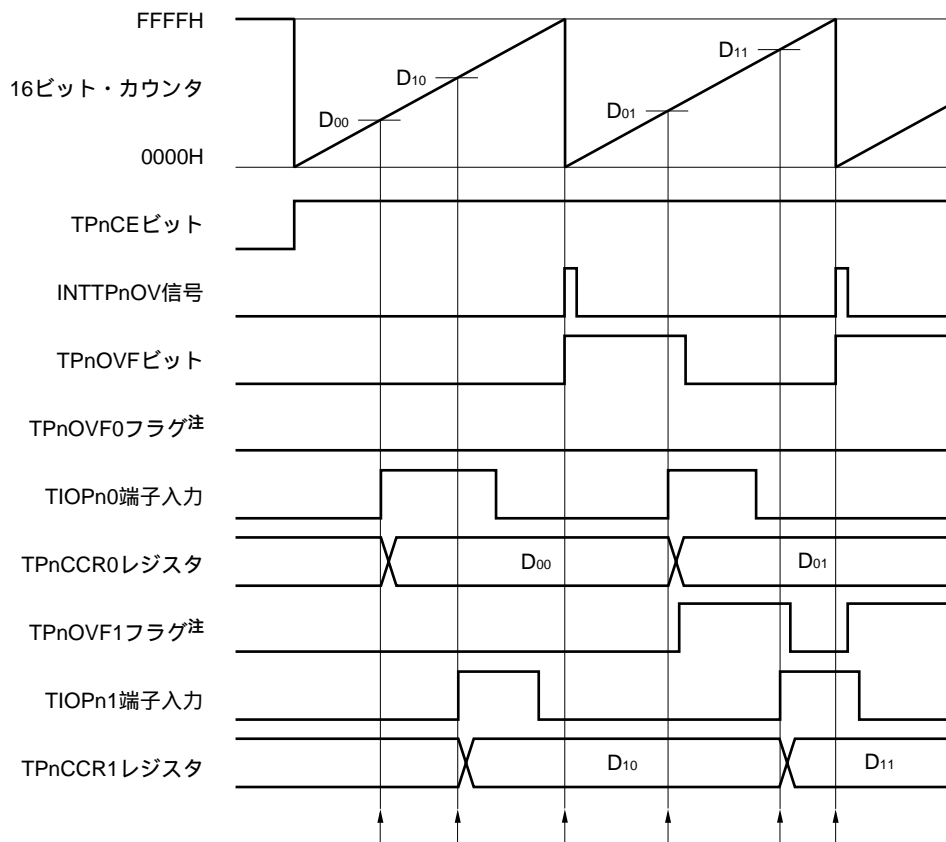 FFFFH
D11
D10
16ビット・カウンタ
D01
D00
0000H
TPnCEビット
INTTPnOV信号
TPnOVFビット
TPnOVF0フラグ注
TIOPn0端子入力
TPnCCR0レジスタ
D00
D01
TPnOVF1フラグ注
TIOPn1端子入力
TPnCCR1レジスタ
D10
D11